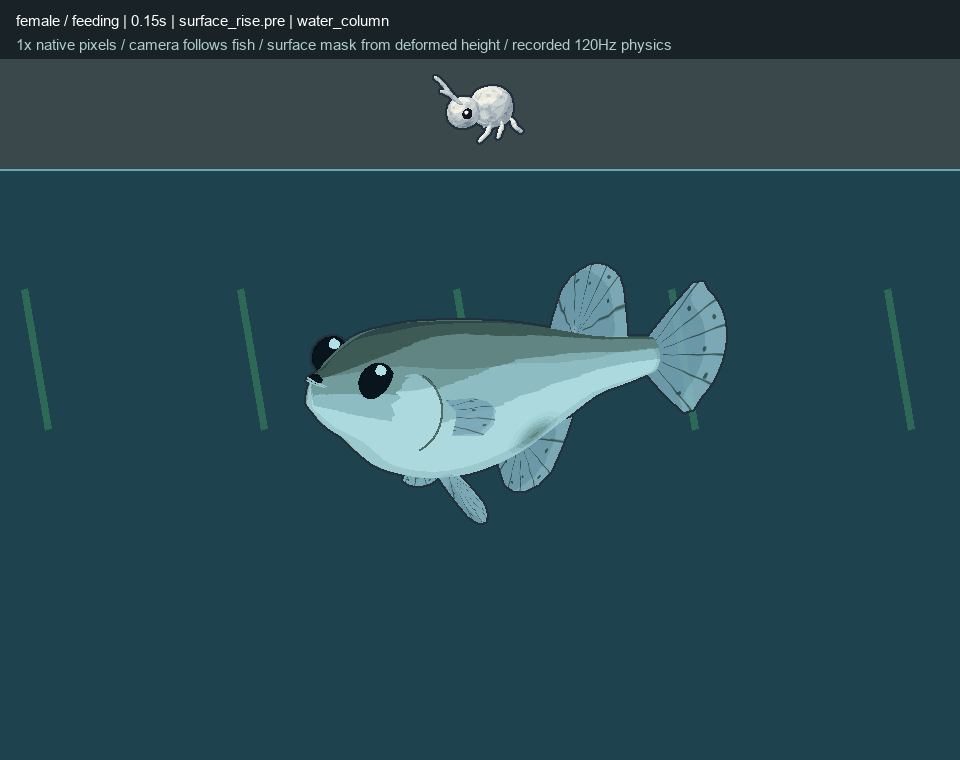 female / feeding | 0.15s | surface_rise.pre | water_column
1x native pixels / camera follows fish / surface mask from deformed height / recorded 120Hz physics